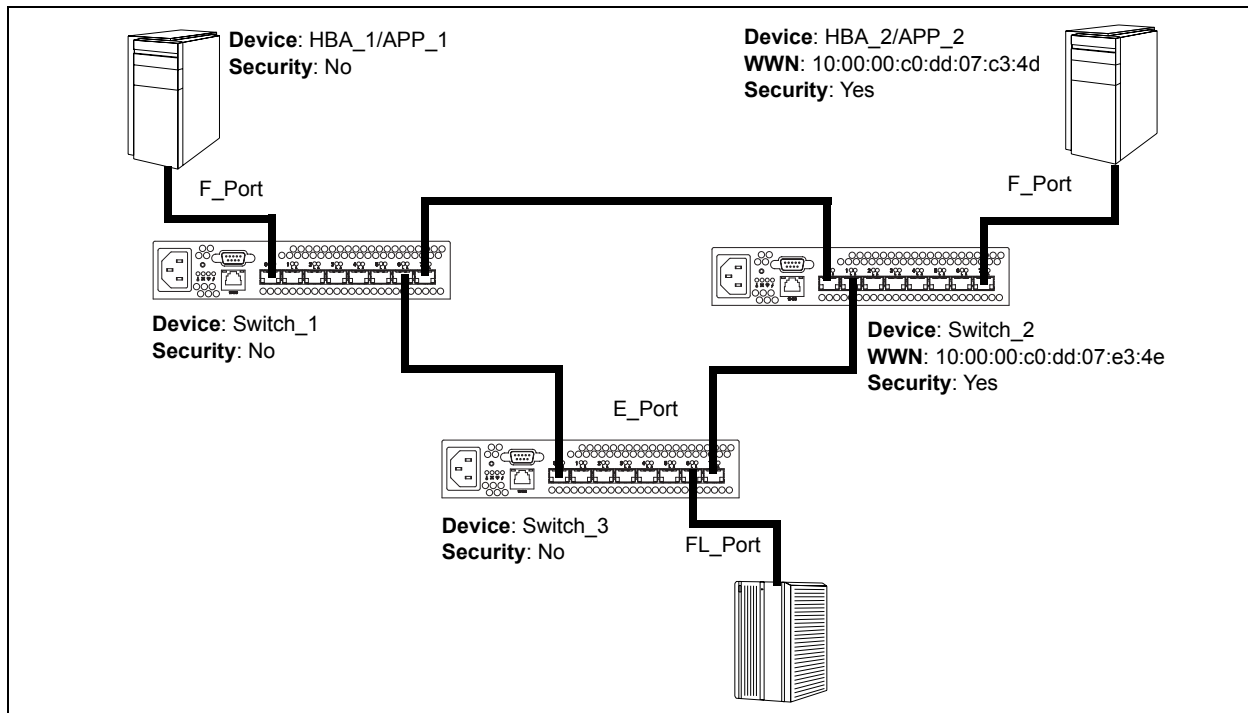 Device: HBA_1/APP_1
Security: No
Device: HBA_2/APP_2
WWN: 10:00:00:c0:dd:07:c3:4d
Security: Yes
F_Port
F_Port
Device: Switch_1
Security: No
Device: Switch_2
WWN: 10:00:00:c0:dd:07:e3:4e
Security: Yes
E_Port
Device: Switch_3
Security: No
FL_Port